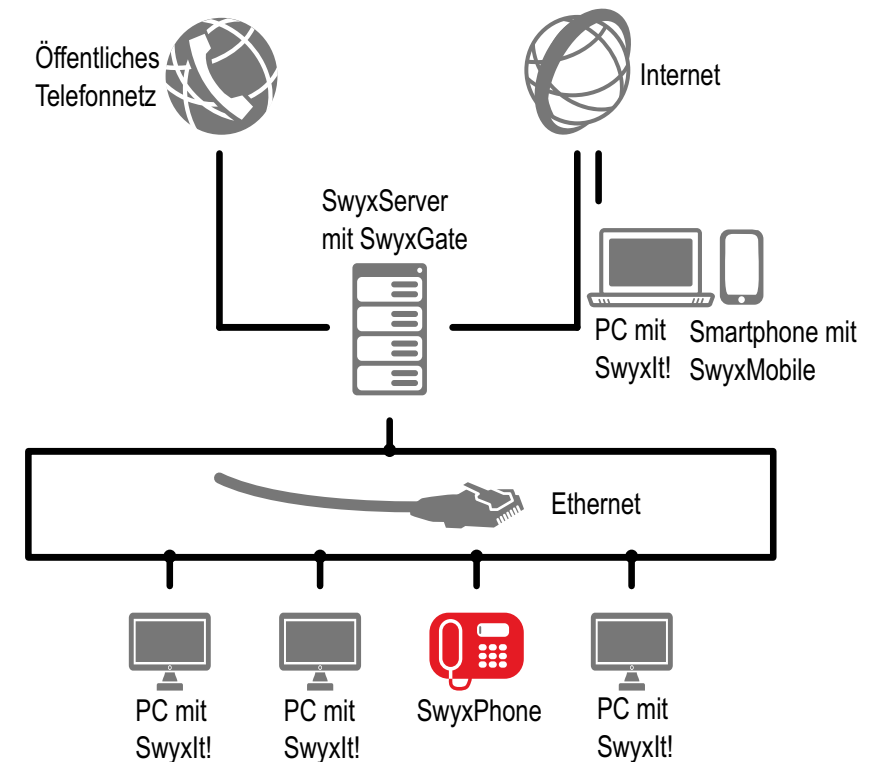 Öffentliches
Telefonnetz
Internet
SwyxServer
mit SwyxGate
PC mit
SwyxIt!
Smartphone mit
SwyxMobile
Ethernet
PC mit
SwyxIt!
PC mit
SwyxIt!
SwyxPhone
PC mit
SwyxIt!